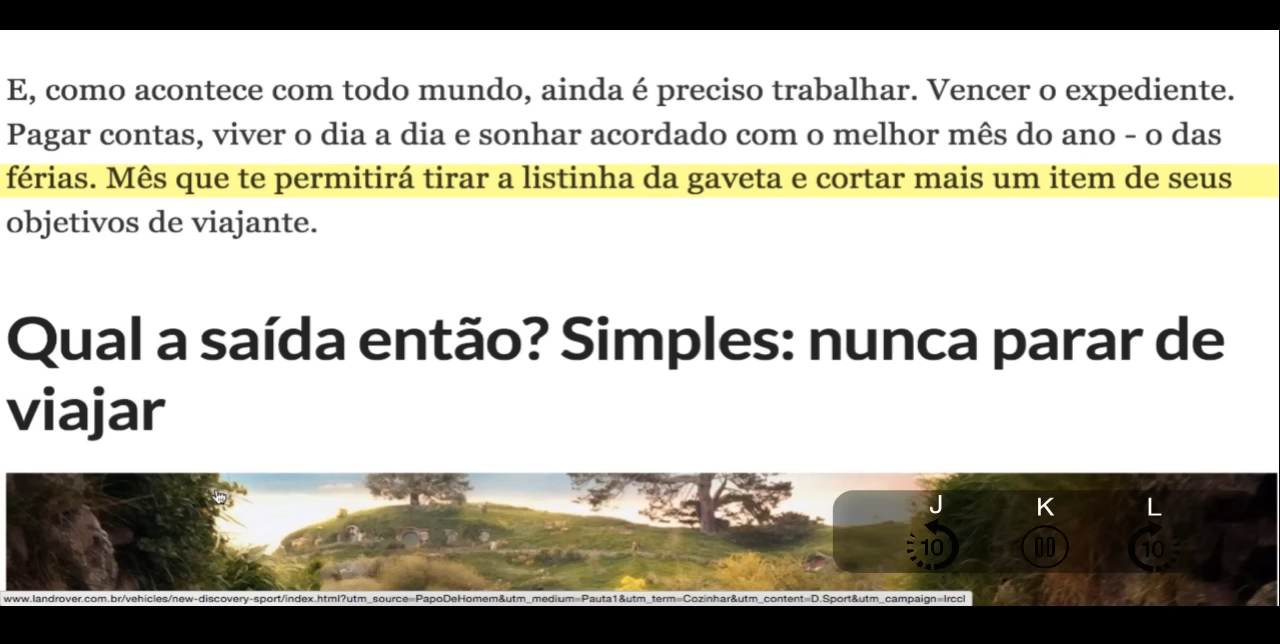 E, como acontece com todo mundo, ainda é preciso trabalhar. Vencer o expediente.
Pagar contas, viver o dia a dia e sonhar acordado com o melhor mês do ano - o das
férias. Mês que te permitirá tirar a listinha da gaveta e cortar mais um item de seus
objetivos de viajante.
Qual a saída então? Simples: nunca parar de
viajar
J K L
10 10
www.landrover.com.br/vehicles/new-discovery-sport/index.html?utm_source=PapoDeHomem&utm_medium=Pauta1&utm_term=Cozinhar&utm_content=D.Sport&utm_campaign=lrccl